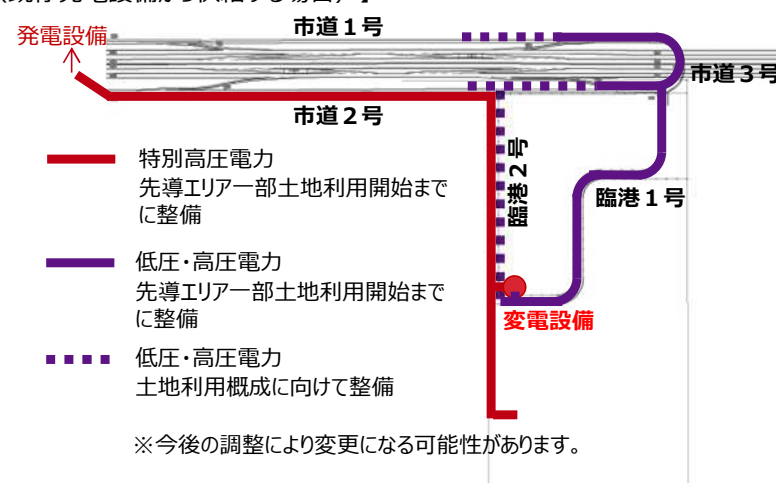 市道１号
発電設備
市道３号
市道２号
臨港２号
特別高圧電力
先導エリア一部土地利用開始まで
に整備
臨港１号
低圧・高圧電力
先導エリア一部土地利用開始まで
に整備
変電設備
低圧・高圧電力
土地利用概成に向けて整備
※今後の調整により変更になる可能性があります。